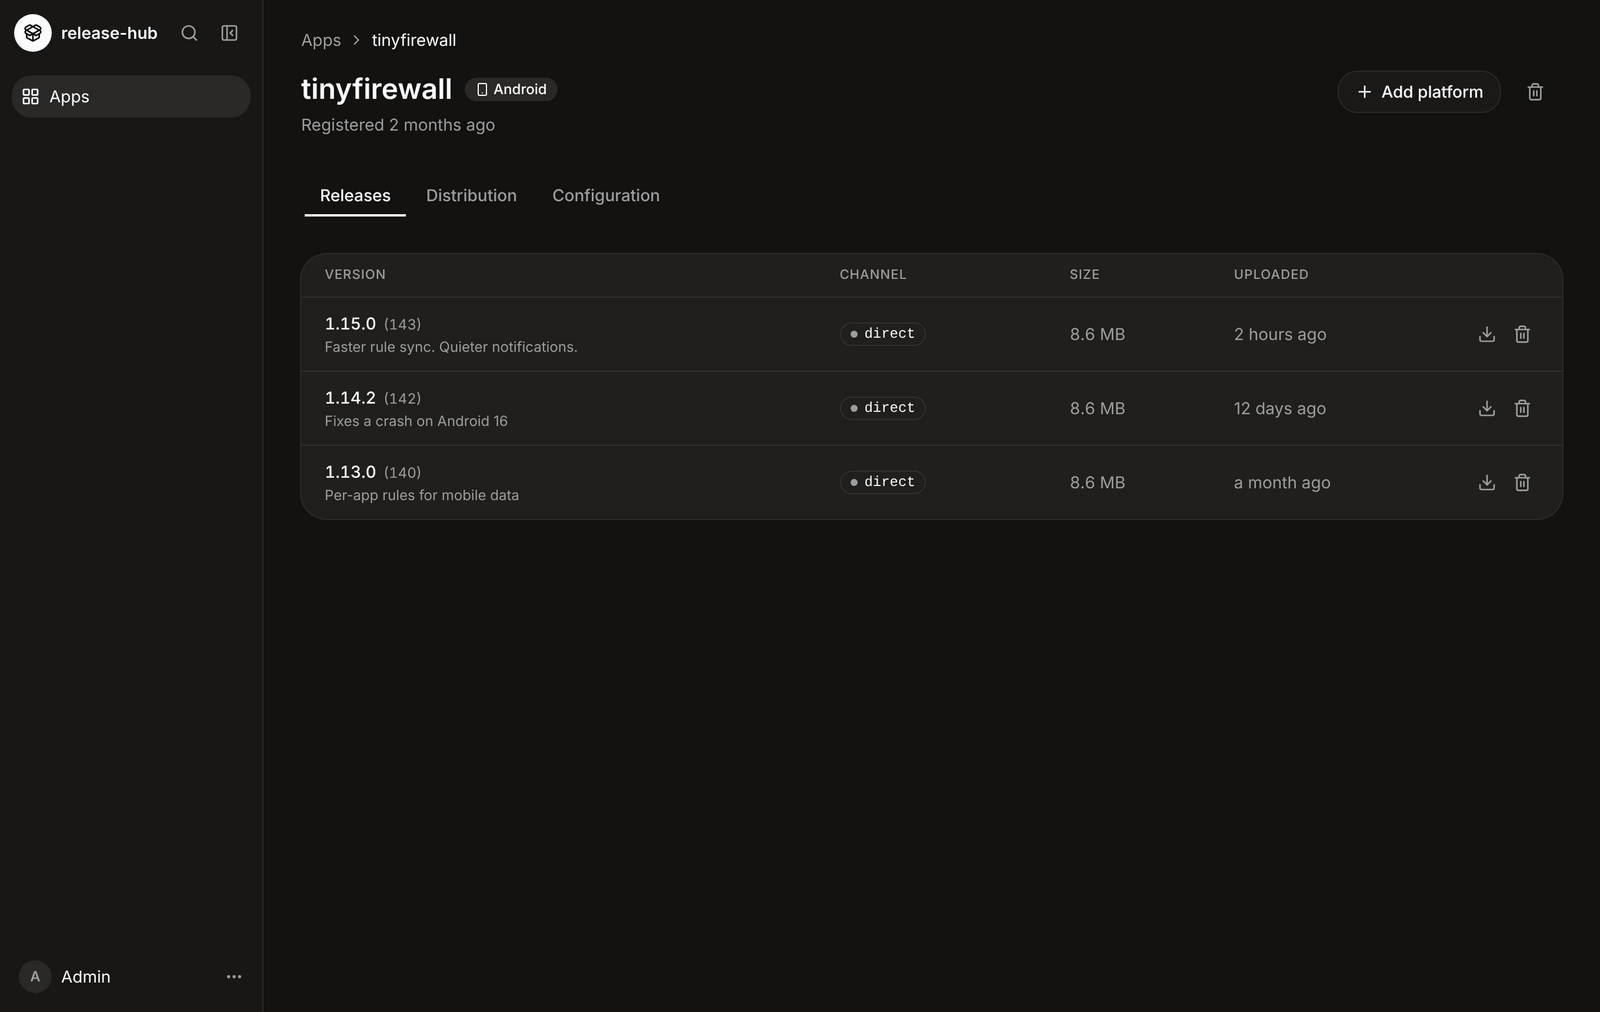 release-hub
Apps
Apps > tinyfirewall
tinyfirewall
Android
Add platform
Registered 2 months ago
Releases Distribution Configuration
VERSION CHANNEL SIZE UPLOADED
1.15.0 (143)
Faster rule sync. Quieter notifications.
direct 8.6 MB 2 hours ago
1.14.2 (142)
Fixes a crash on Android 16
direct 8.6 MB 12 days ago
1.13.0 (140)
Per-app rules for mobile data
direct 8.6 MB a month ago
A Admin